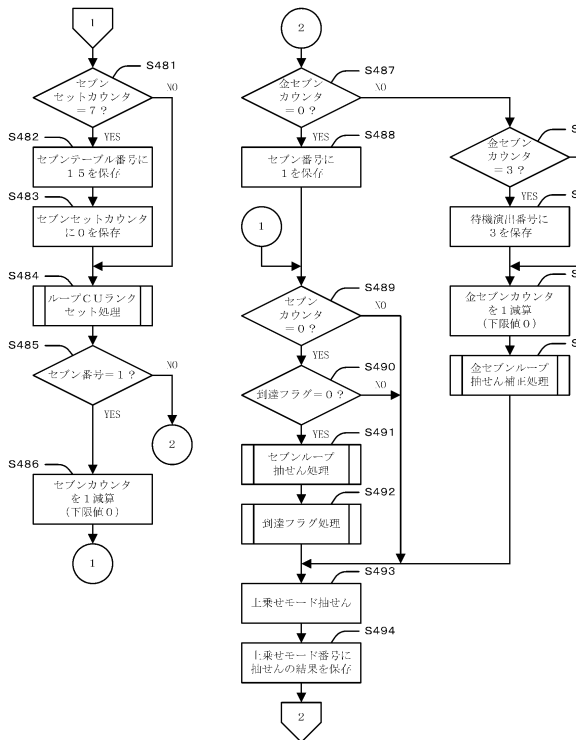 1
S481
セブン
セットカウンタ
=7?
NO
YES
S482
セブンテーブル番号に
15を保存
S483
セブンセットカウンタ
に0を保存
S484
ループCUランク
セット処理
S485
セブン番号=1?
NO
YES
2
S486
セブンカウンタ
を1減算
(下限値0)
1
2
S487
金セブン
カウンタ
=0?
NO
YES
S488
セブン番号に
1を保存
1
S489
セブン
カウンタ
=0?
NO
YES
S490
到達フラグ=0?
NO
YES
S491
セブンループ
抽せん処理
S492
到達フラグ処理
S493
上乗せモード抽せん
S494
上乗せモード番号に
抽せんの結果を保存
2
S
金セブン
カウンタ
=3?
YES
S
待機演出番号に
3を保存
S
金セブンカウンタ
を1減算
(下限値0)
S
金セブンループ
抽せん補正処理